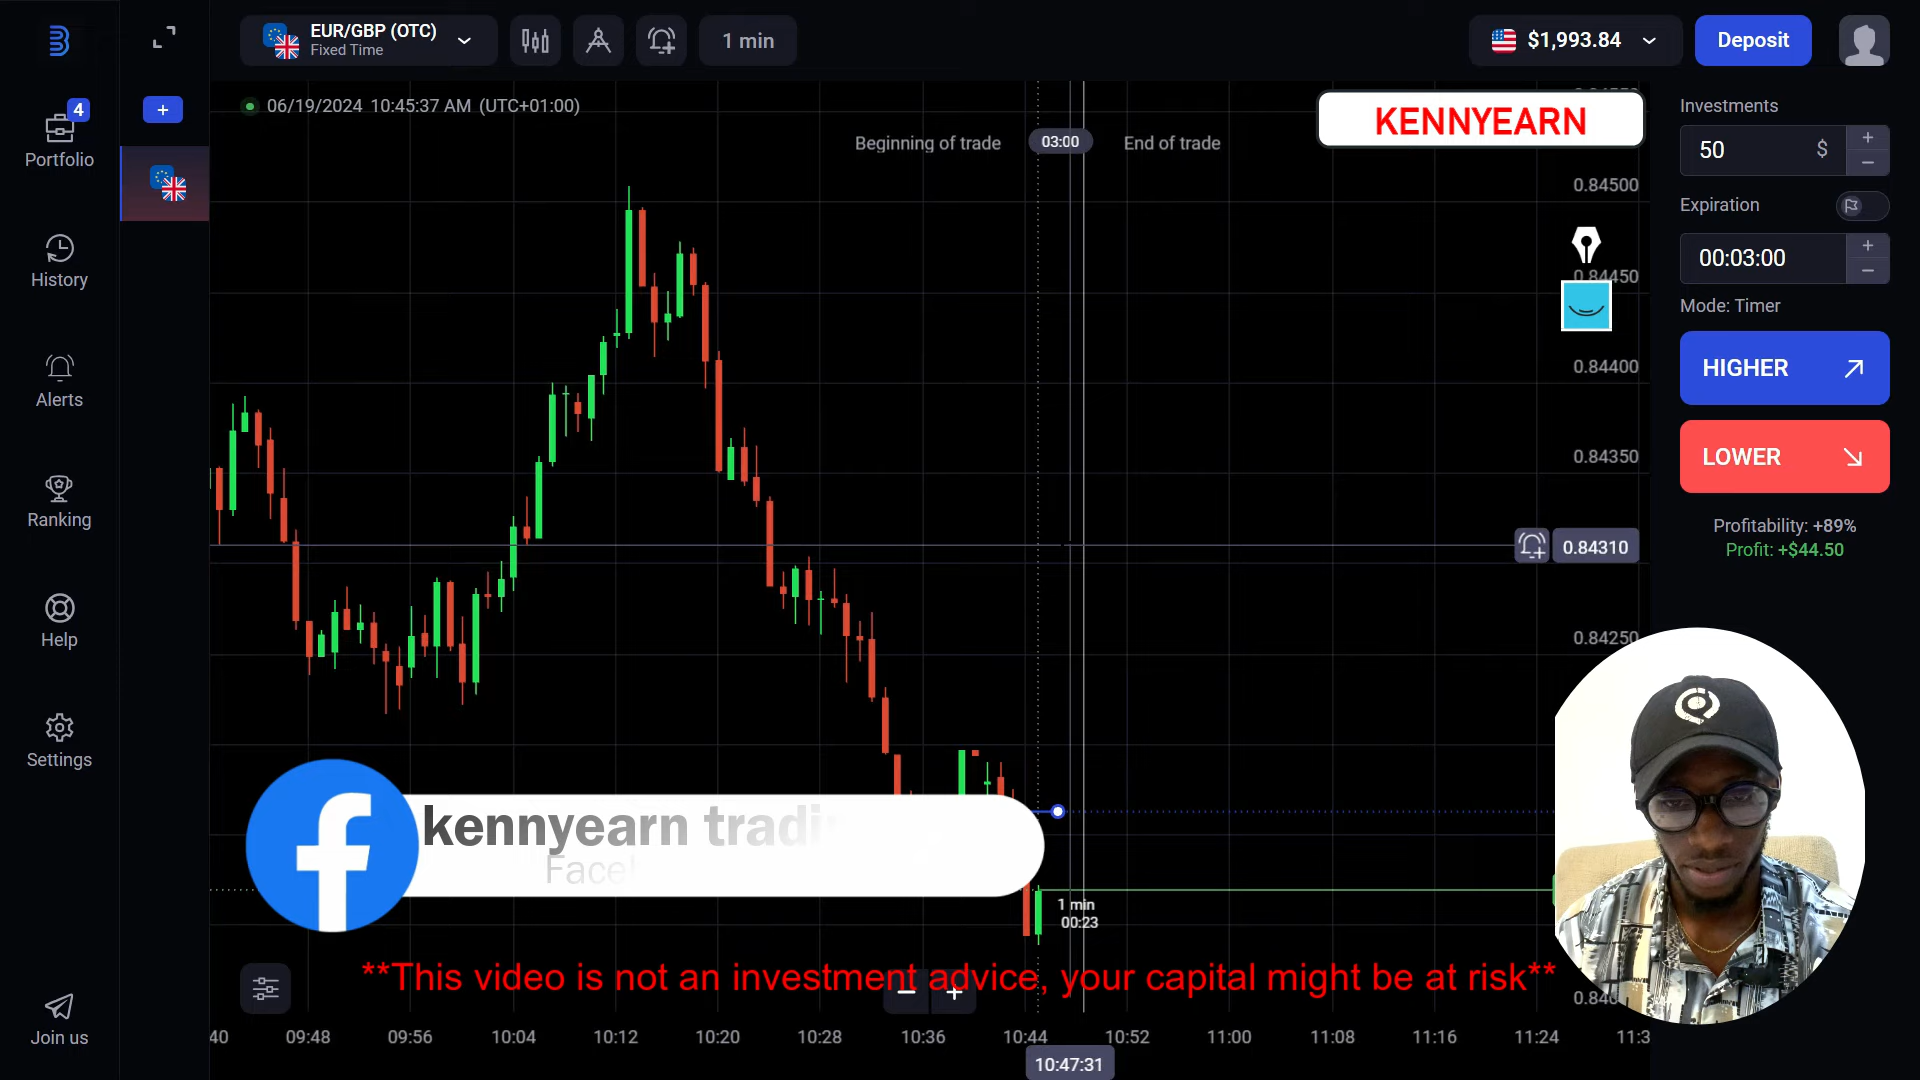 EUR/GBP (OTC)
Fixed Time
1 min
$1,993.84
Deposit
4
Portfolio
History
Alerts
Ranking
Help
Settings
Join us
+
06/19/2024 10:45:37 AM (UTC+01:00)
Beginning of trade
03:00
End of trade
KENNYEARN
0.84500
0.84450
0.84400
0.84350
0.84310
0.84250
Investments
50 $
+
−
Expiration
00:03:00
+
−
Mode: Timer
HIGHER
LOWER
Profitability: +89%
Profit: +$44.50
kennyearn tradi
Face
1 min
00:23
**This video is not an investment advice, your capital might be at risk**
− +
40 09:48 09:56 10:04 10:12 10:20 10:28 10:36 10:44 10:52 11:00 11:08 11:16 11:24 11:3
10:47:31